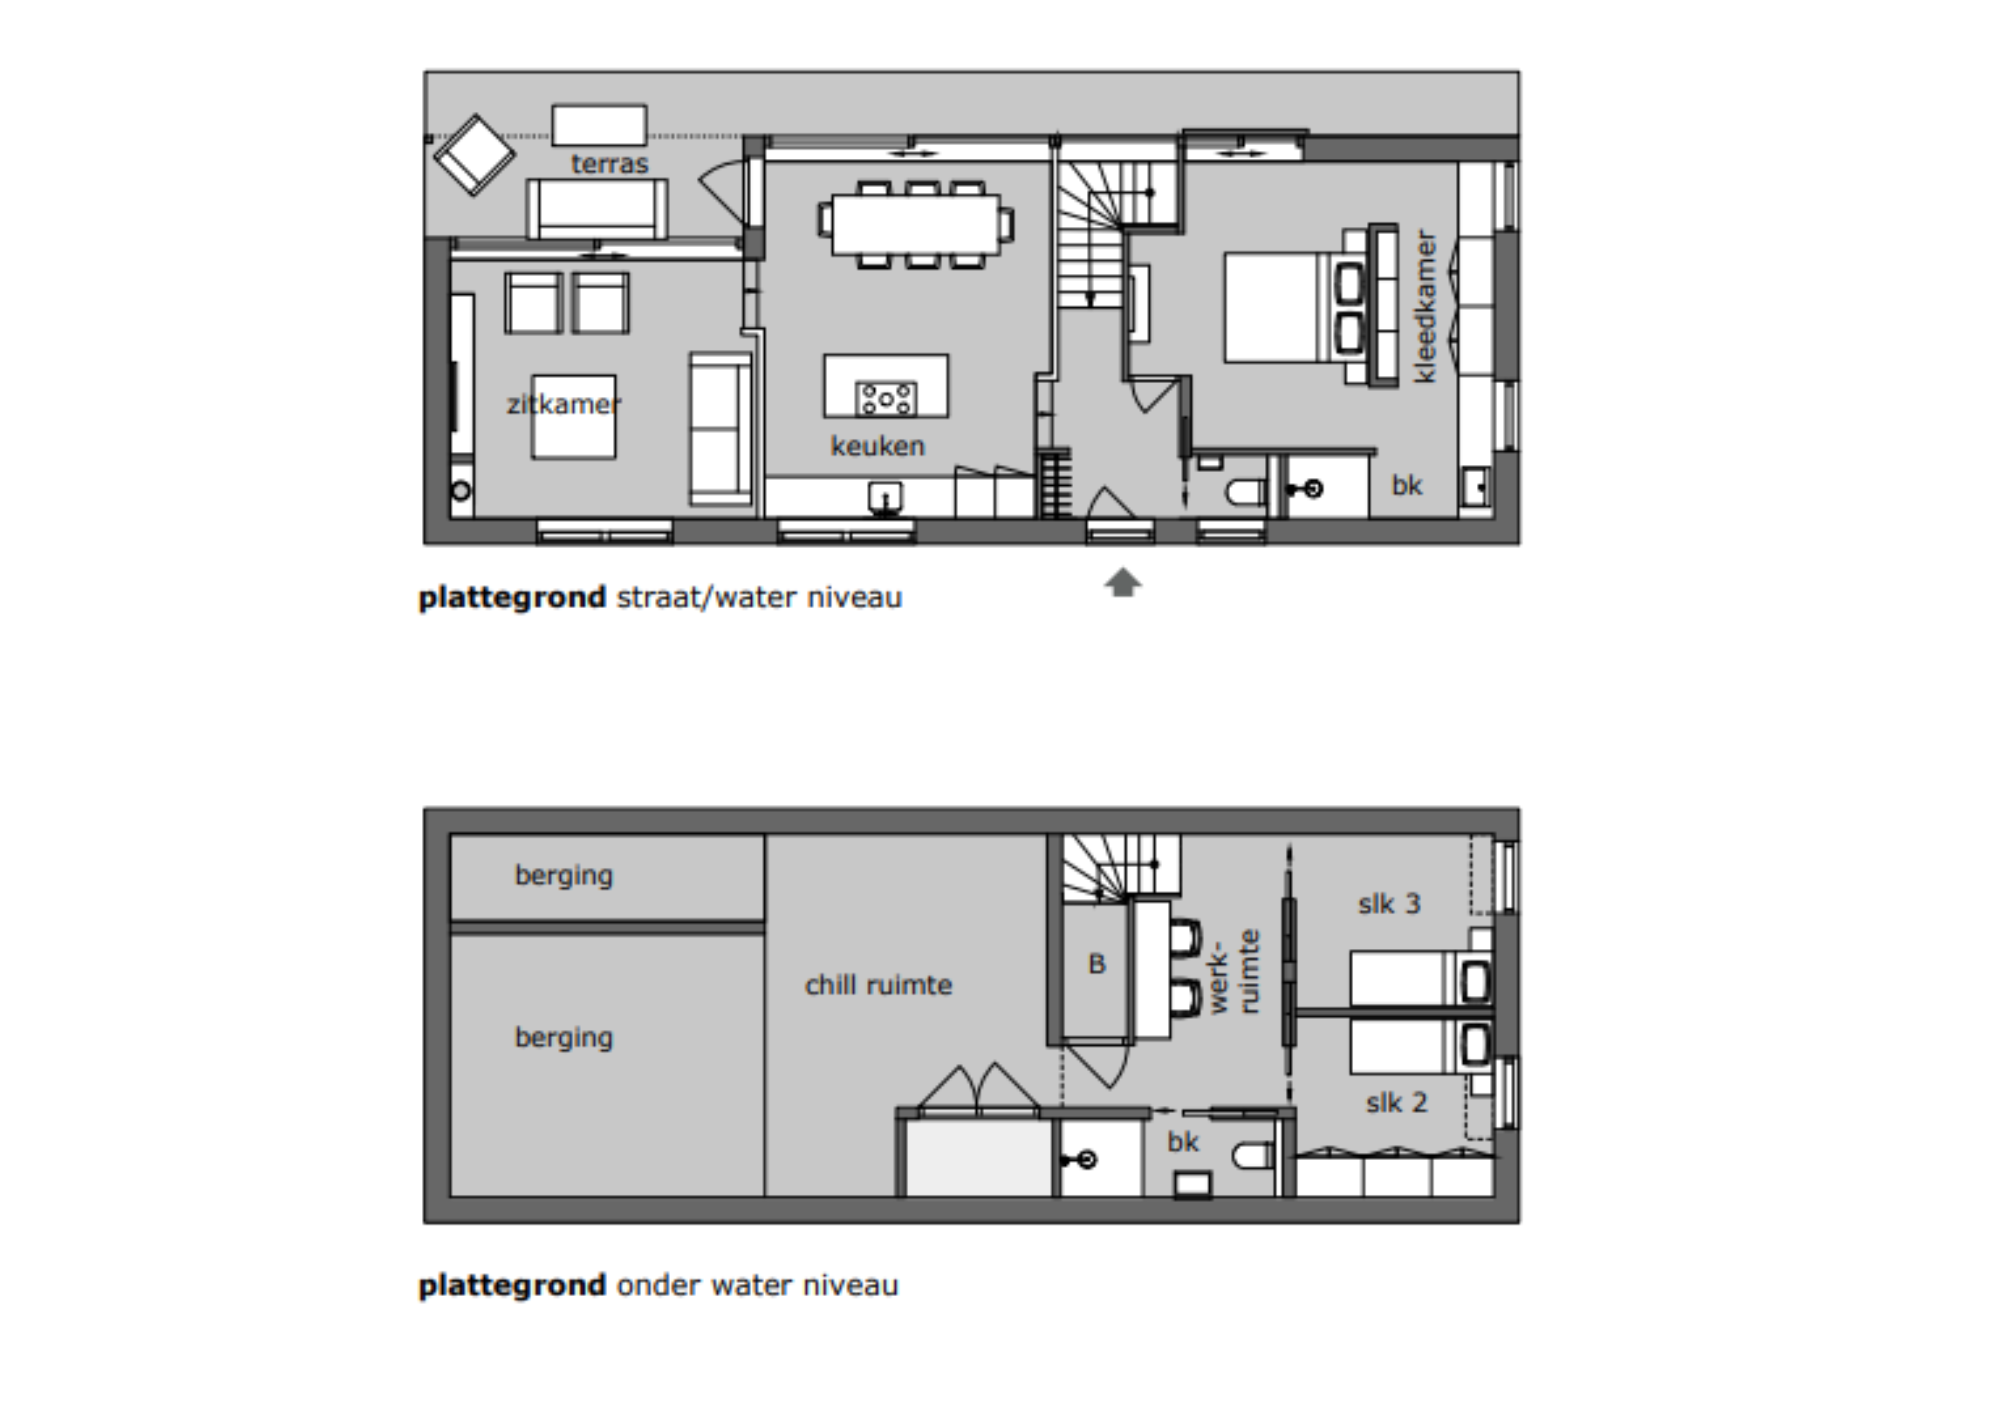 terras
zitkamer
keuken
kleedkamer
bk
plattegrond straat/water niveau
berging
berging
chill ruimte
B
werk-
ruimte
slk 3
slk 2
bk
plattegrond onder water niveau